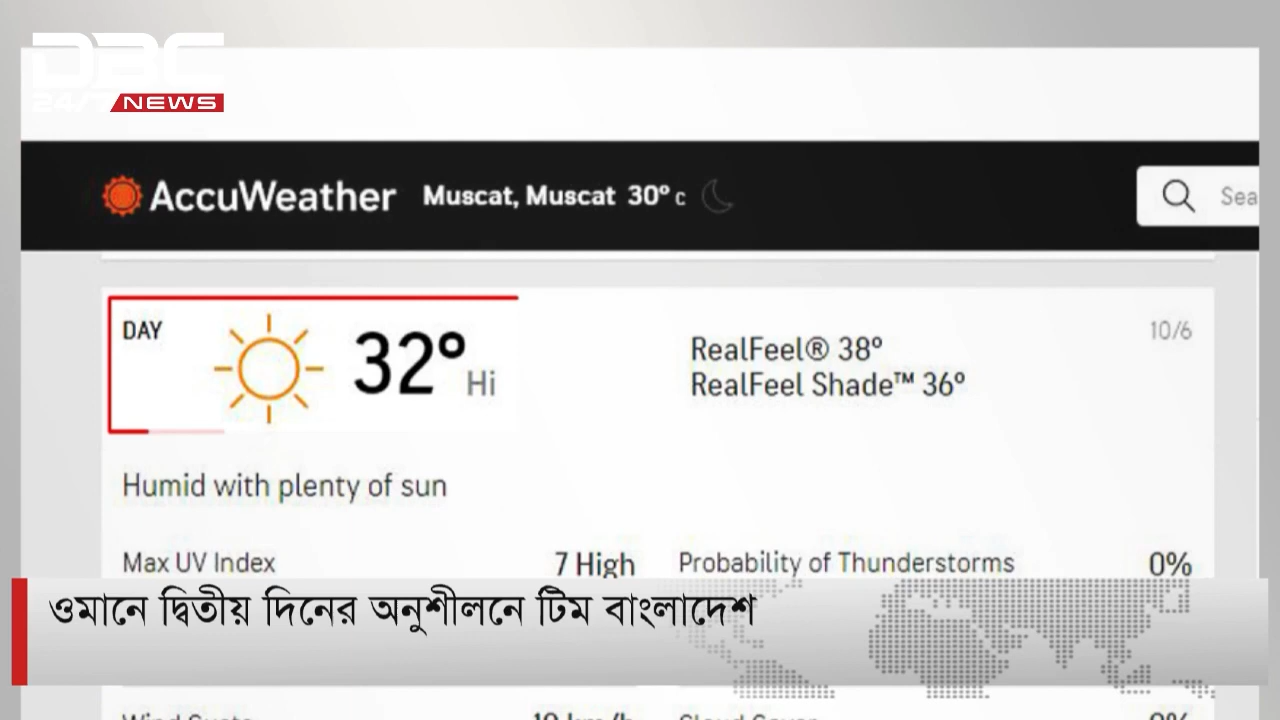 DBC
24/7 NEWS
AccuWeather Muscat, Muscat 30° c
Sea
DAY
32° Hi
RealFeel® 38°
RealFeel Shade™ 36°
10/6
Humid with plenty of sun
Max UV Index 7 High
Probability of Thunderstorms 0%
ওমানে দ্বিতীয় দিনের অনুশীলনে টিম বাংলাদেশ